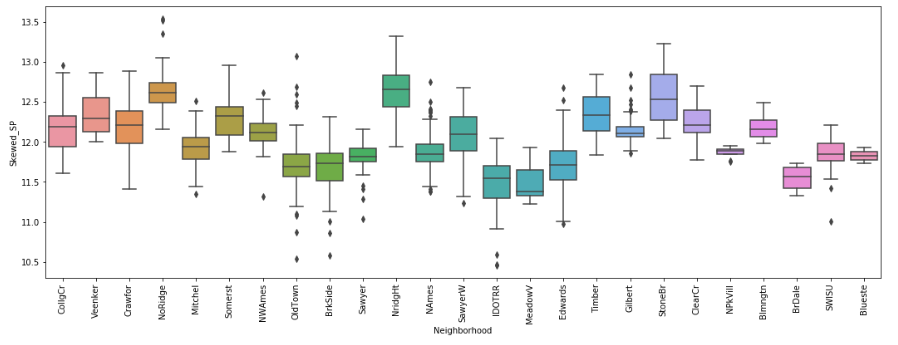 13.5
13.0
12.5
12.0
11.5
11.0
10.5
Skewed_SP
CollgCr
Veenker
Crawfor
NoRidge
Mitchel
Somerst
NWAmes
OldTown
BrkSide
Sawyer
NridgHt
NAmes
SawyerW
IDOTRR
MeadowV
Edwards
Timber
Gilbert
StoneBr
ClearCr
NPkVill
Blmngtn
BrDale
SWISU
Blueste
Neighborhood